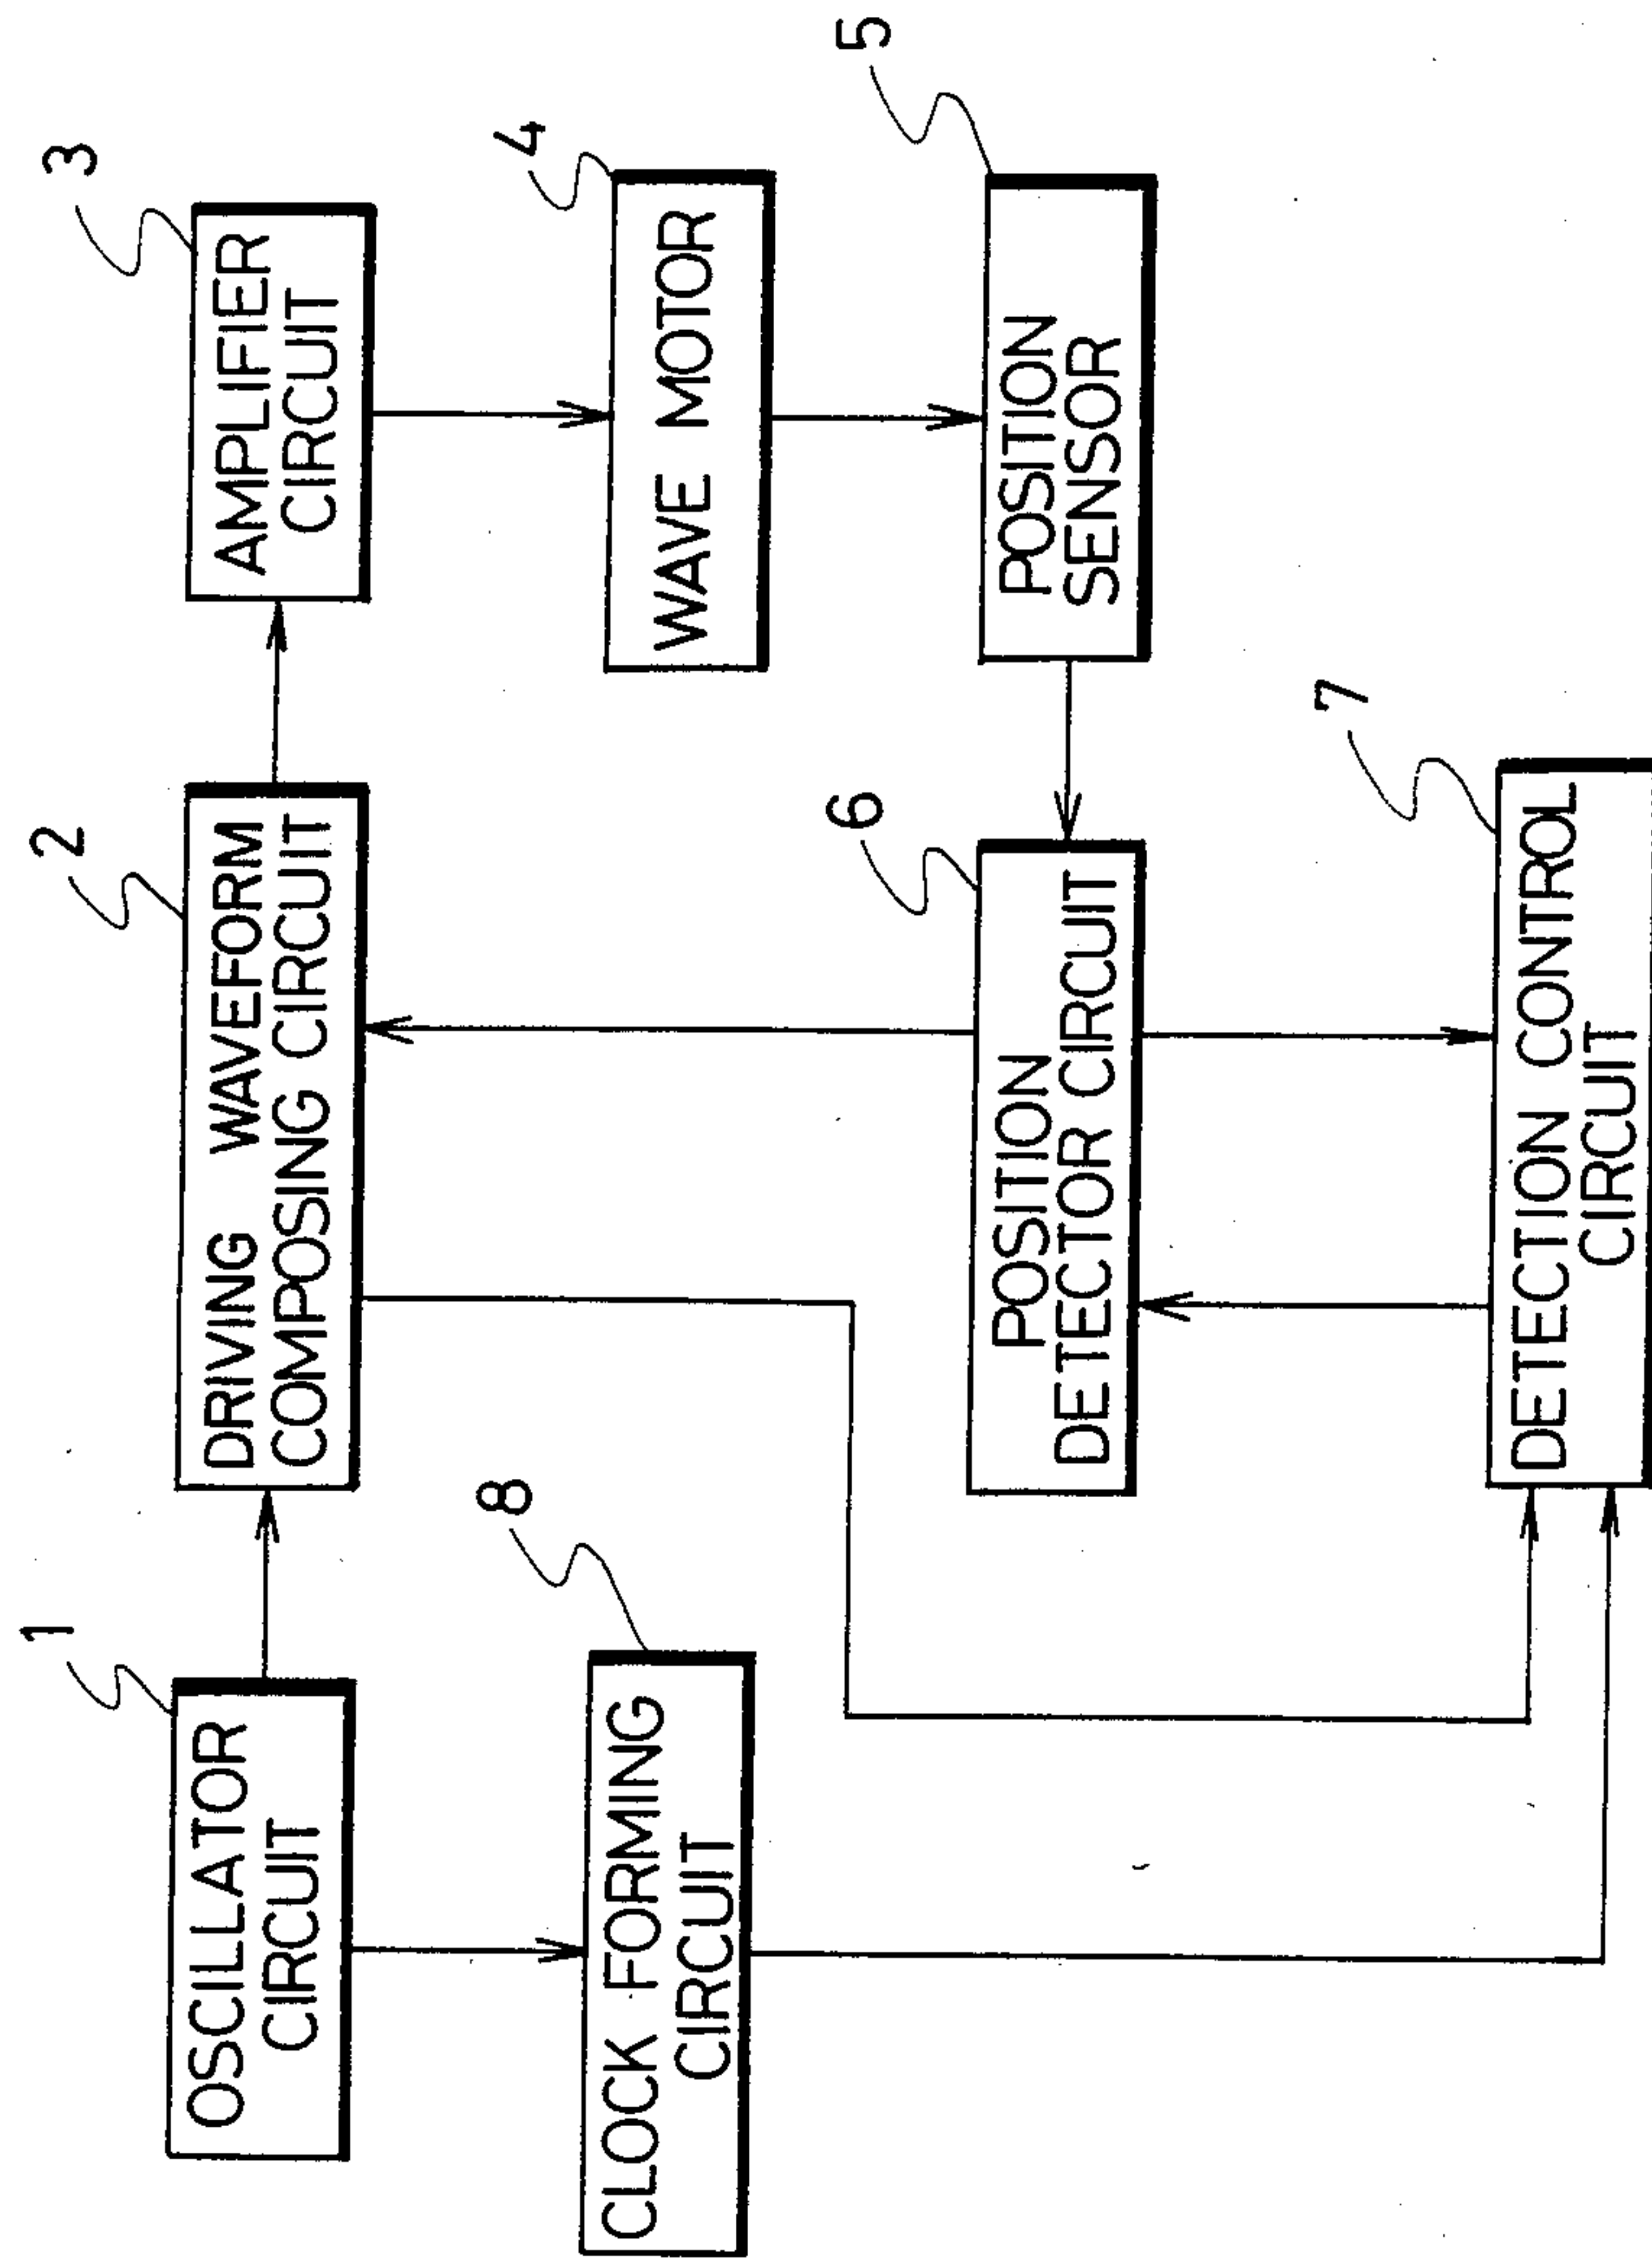 1
OSCILLATOR
CIRCUIT
2
DRIVING WAVEFORM
COMPOSING CIRCUIT
3
AMPLIFIER
CIRCUIT
8
CLOCK FORMING
CIRCUIT
4
WAVE MOTOR
6
POSITION
DETECTOR CIRCUIT
5
POSITION
SENSOR
7
DETECTION CONTROL
CIRCUIT